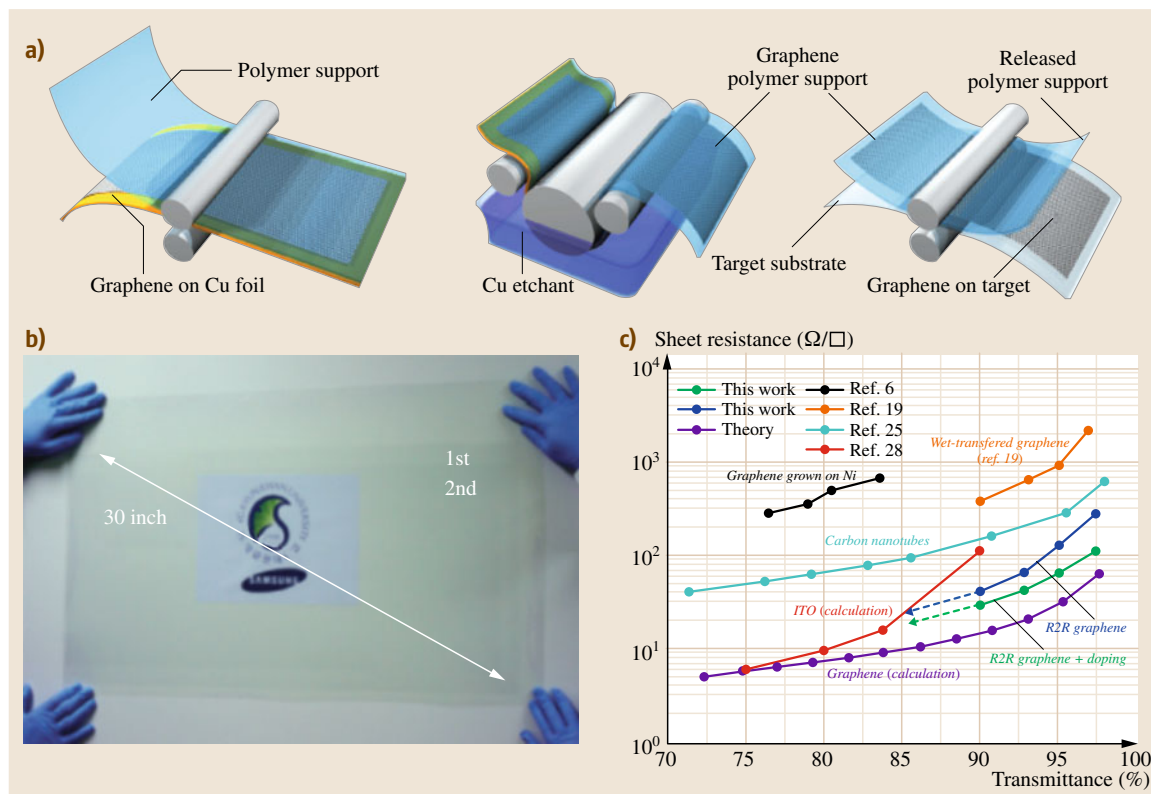 a)
Polymer support
Graphene on Cu foil
Graphene
polymer support
Cu etchant
Released
polymer support
Target substrate
Graphene on target
b)
1st
2nd
30 inch
SAMSUNG
c) Sheet resistance (Ω/□)
10⁴
10³
10²
10¹
10⁰
This work
This work
Theory
Ref. 6
Ref. 19
Ref. 25
Ref. 28
Wet-transfered graphene
(ref. 19)
Graphene grown on Ni
Carbon nanotubes
ITO (calculation)
R2R graphene
R2R graphene + doping
Graphene (calculation)
70 75 80 85 90 95 100
Transmittance (%)